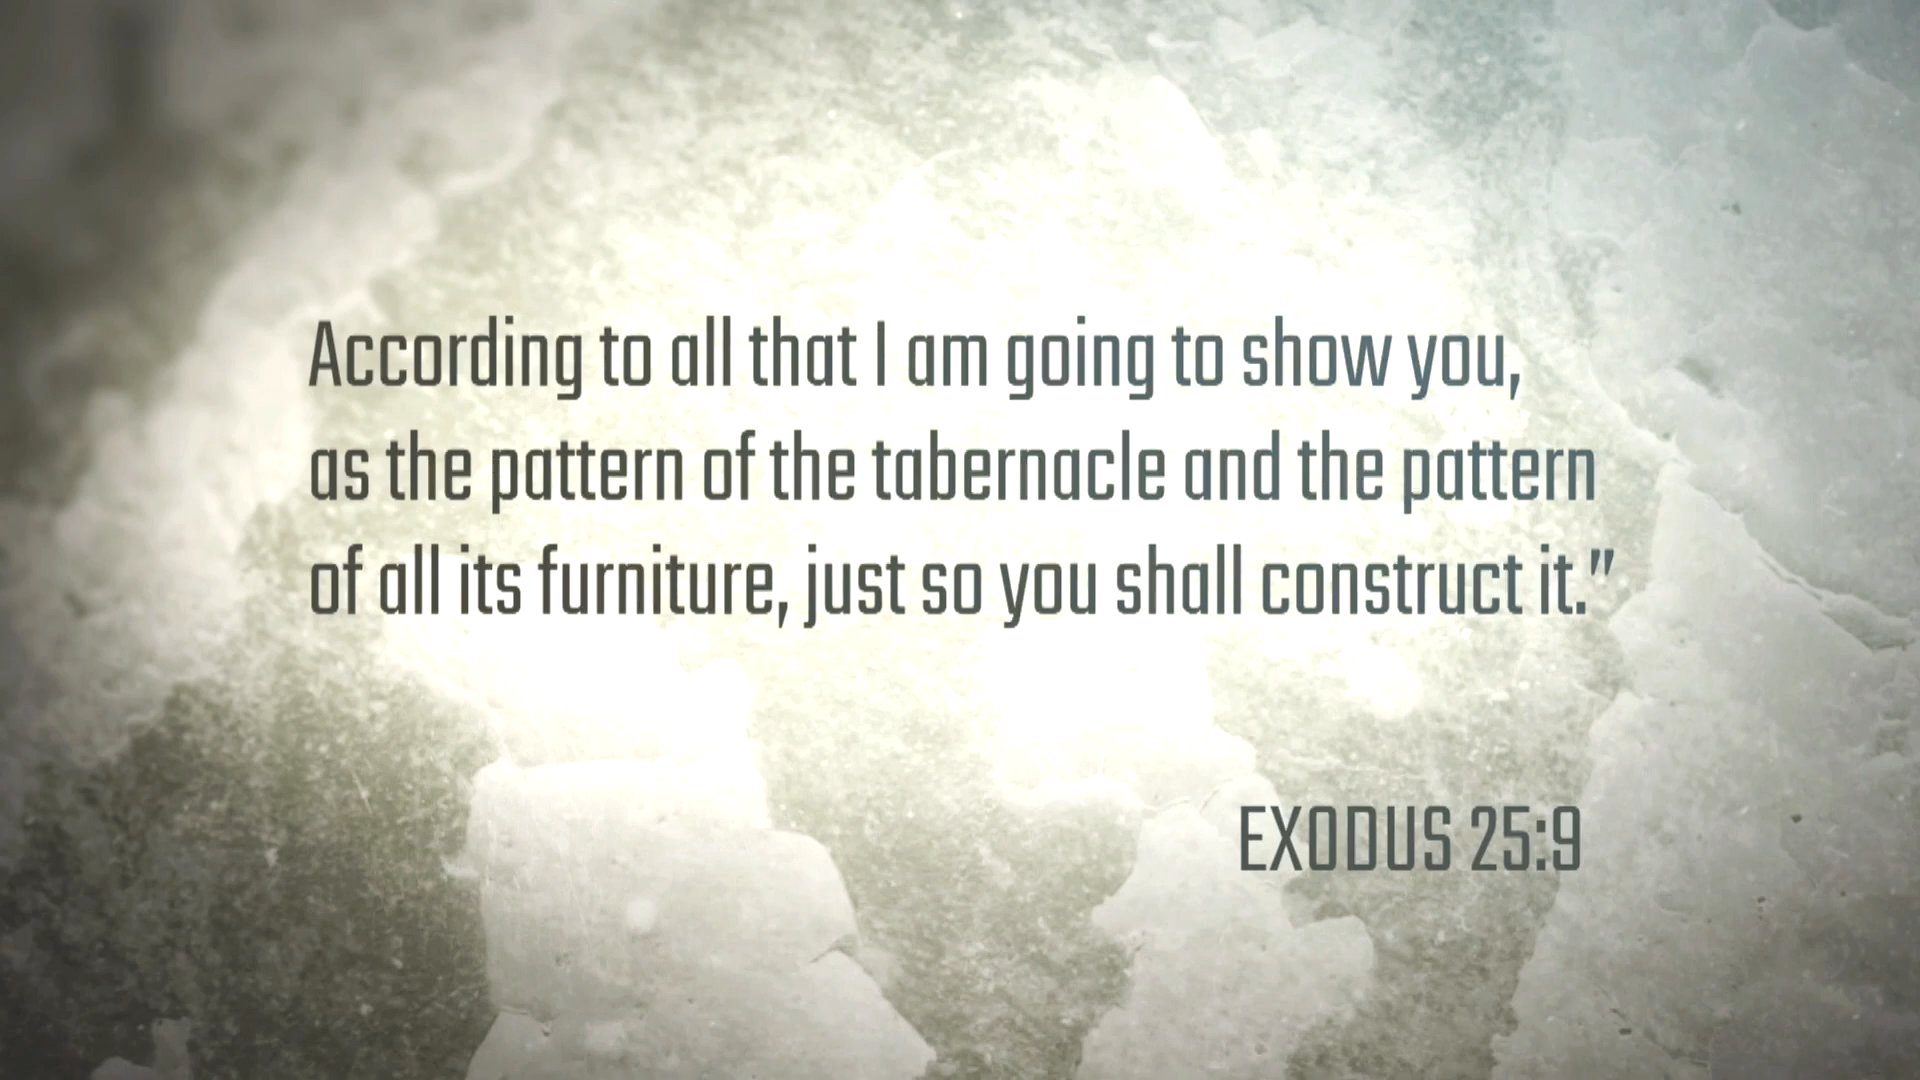 According to all that I am going to show you,
as the pattern of the tabernacle and the pattern
of all its furniture, just so you shall construct it.”
EXODUS 25:9